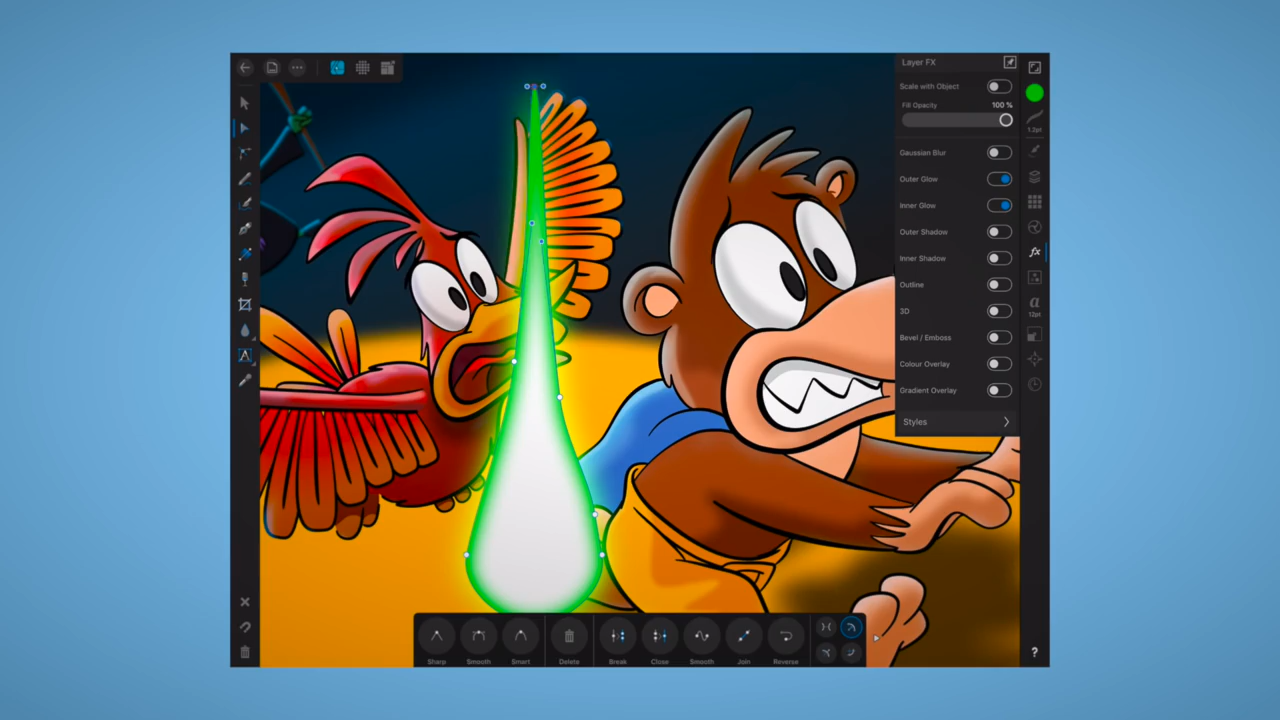 Layer FX
Scale with Object
Fill Opacity 100 %
Gaussian Blur
Outer Glow
Inner Glow
Outer Shadow
Inner Shadow
Outline
3D
Bevel / Emboss
Colour Overlay
Gradient Overlay
Styles
1.2pt
fx
a
12pt
A
?
Sharp Smooth Smart Delete Break Close Smooth Join Reverse